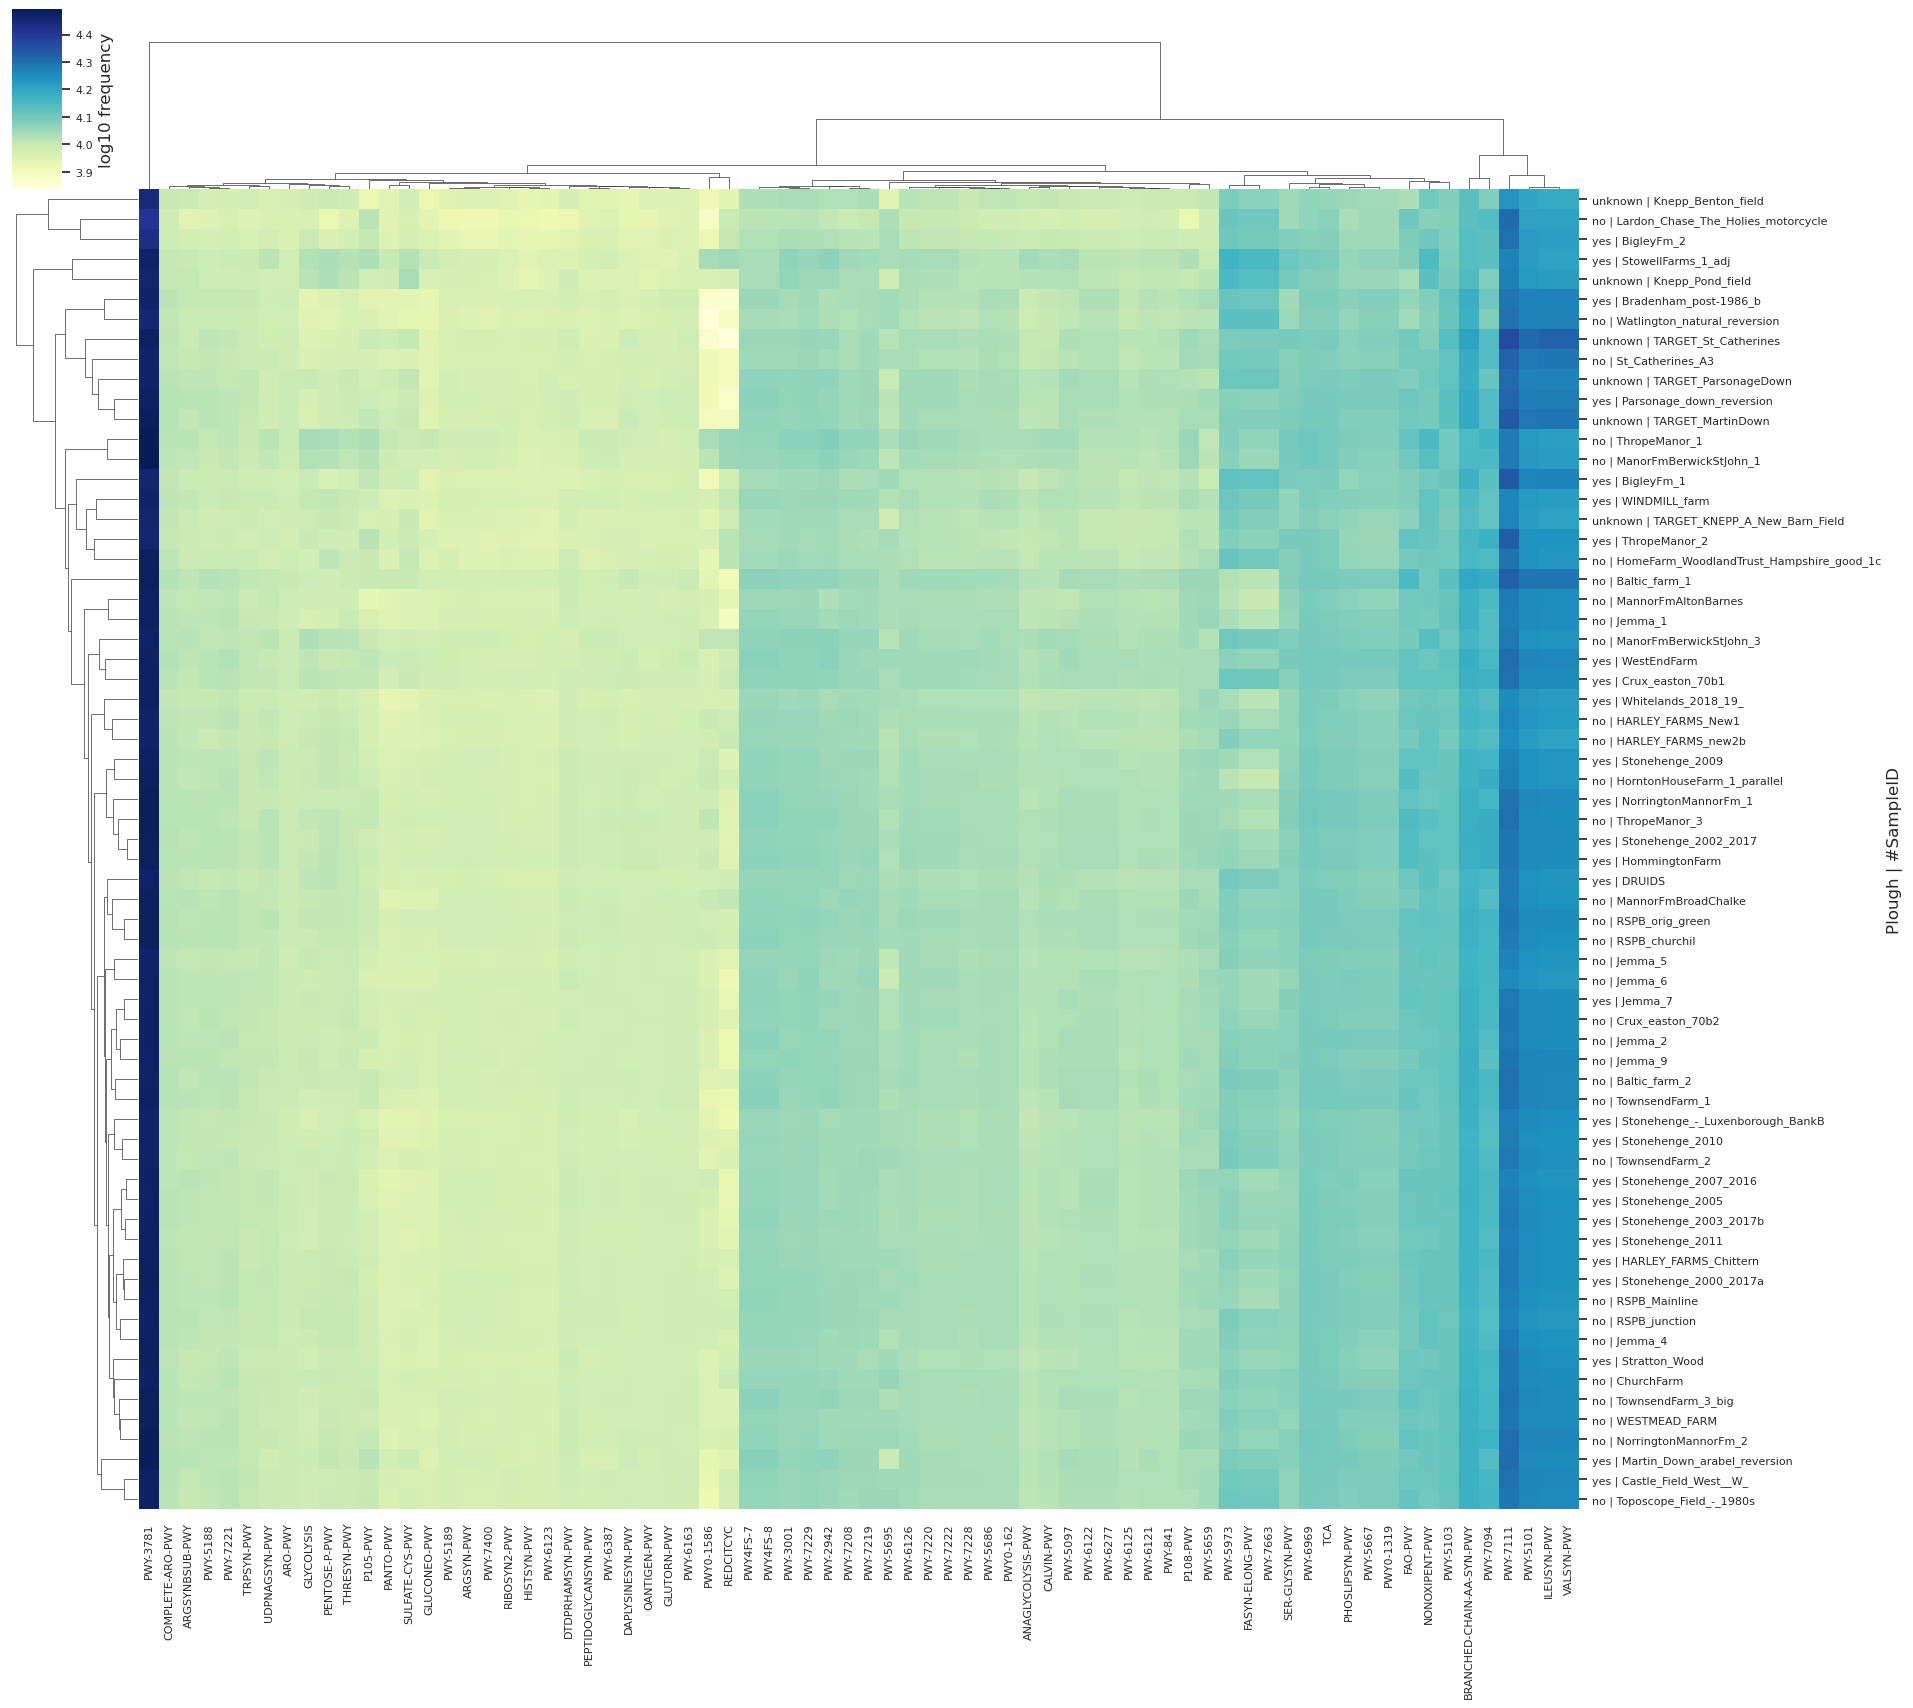 4.4
4.3
4.2
4.1
4.0
3.9
log10 frequency
unknown | Knepp_Benton_field
no | Lardon_Chase_The_Holies_motorcycle
yes | BigleyFm_2
yes | StowellFarms_1_adj
unknown | Knepp_Pond_field
yes | Bradenham_post-1986_b
no | Watlington_natural_reversion
unknown | TARGET_St_Catherines
no | St_Catherines_A3
unknown | TARGET_ParsonageDown
yes | Parsonage_down_reversion
unknown | TARGET_MartinDown
no | ThropeManor_1
no | ManorFmBerwickStJohn_1
yes | BigleyFm_1
yes | WINDMILL_farm
unknown | TARGET_KNEPP_A_New_Barn_Field
yes | ThropeManor_2
no | HomeFarm_WoodlandTrust_Hampshire_good_1c
no | Baltic_farm_1
no | MannorFmAltonBarnes
no | Jemma_1
no | ManorFmBerwickStJohn_3
yes | WestEndFarm
yes | Crux_easton_70b1
yes | Whitelands_2018_19_
no | HARLEY_FARMS_New1
no | HARLEY_FARMS_new2b
yes | Stonehenge_2009
no | HorntonHouseFarm_1_parallel
yes | NorringtonMannorFm_1
no | ThropeManor_3
yes | Stonehenge_2002_2017
yes | HommingtonFarm
yes | DRUIDS
no | MannorFmBroadChalke
no | RSPB_orig_green
no | RSPB_churchil
no | Jemma_5
no | Jemma_6
yes | Jemma_7
no | Crux_easton_70b2
no | Jemma_2
no | Jemma_9
no | Baltic_farm_2
no | TownsendFarm_1
yes | Stonehenge_-_Luxenborough_BankB
yes | Stonehenge_2010
no | TownsendFarm_2
yes | Stonehenge_2007_2016
yes | Stonehenge_2005
yes | Stonehenge_2003_2017b
yes | Stonehenge_2011
yes | HARLEY_FARMS_Chittern
yes | Stonehenge_2000_2017a
no | RSPB_Mainline
no | RSPB_junction
no | Jemma_4
yes | Stratton_Wood
no | ChurchFarm
no | TownsendFarm_3_big
no | WESTMEAD_FARM
no | NorringtonMannorFm_2
yes | Martin_Down_arabel_reversion
yes | Castle_Field_West__W_
no | Toposcope_Field_-_1980s
Plough | #SampleID
PWY-3781
COMPLETE-ARO-PWY
ARGSYNBSUB-PWY
PWY-5188
PWY-7221
TRPSYN-PWY
UDPNAGSYN-PWY
ARO-PWY
GLYCOLYSIS
PENTOSE-P-PWY
THRESYN-PWY
P105-PWY
PANTO-PWY
SULFATE-CYS-PWY
GLUCONEO-PWY
PWY-5189
ARGSYN-PWY
PWY-7400
RIBOSYN2-PWY
HISTSYN-PWY
PWY-6123
DTDPRHAMSYN-PWY
PEPTIDOGLYCANSYN-PWY
PWY-6387
DAPLYSINESYN-PWY
OANTIGEN-PWY
GLUTORN-PWY
PWY-6163
PWY0-1586
REDCITCYC
PWY4FS-7
PWY4FS-8
PWY-3001
PWY-7229
PWY-2942
PWY-7208
PWY-7219
PWY-5695
PWY-6126
PWY-7220
PWY-7222
PWY-7228
PWY-5686
PWY0-162
ANAGLYCOLYSIS-PWY
CALVIN-PWY
PWY-5097
PWY-6122
PWY-6277
PWY-6125
PWY-6121
PWY-841
P108-PWY
PWY-5659
PWY-5973
FASYN-ELONG-PWY
PWY-7663
SER-GLYSYN-PWY
PWY-6969
TCA
PHOSLIPSYN-PWY
PWY-5667
PWY0-1319
FAO-PWY
NONOXIPENT-PWY
PWY-5103
BRANCHED-CHAIN-AA-SYN-PWY
PWY-7094
PWY-7111
PWY-5101
ILEUSYN-PWY
VALSYN-PWY